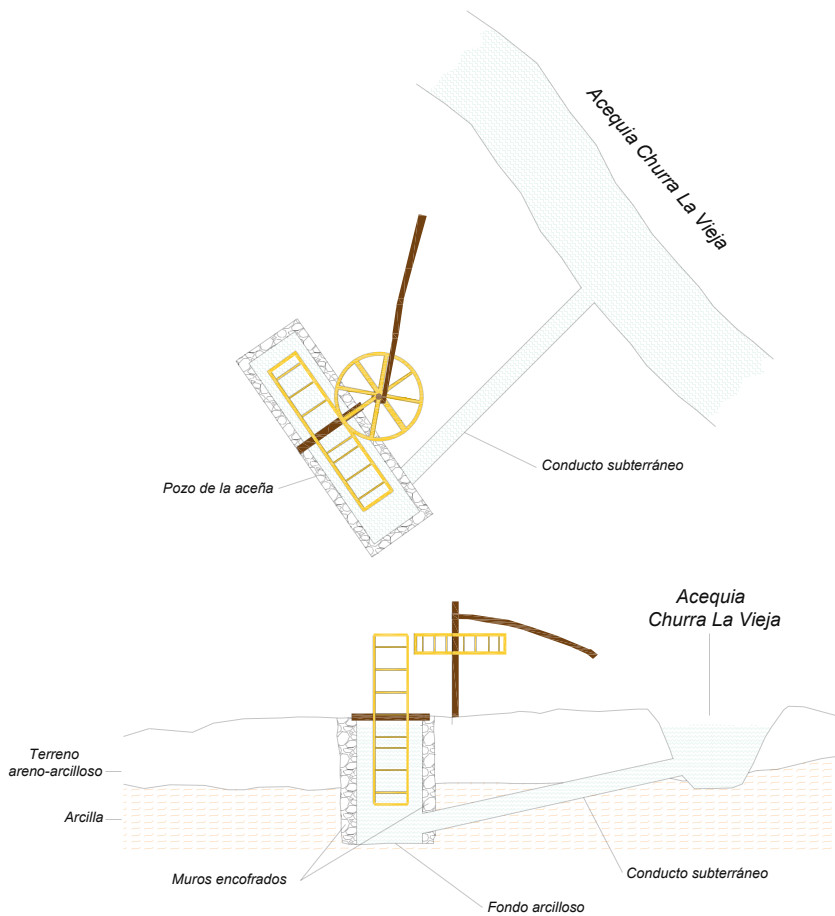 Acequia Churra La Vieja
Conducto subterráneo
Pozo de la aceña
Acequia
Churra La Vieja
Terreno
areno-arcilloso
Arcilla
Muros encofrados
Conducto subterráneo
Fondo arcilloso